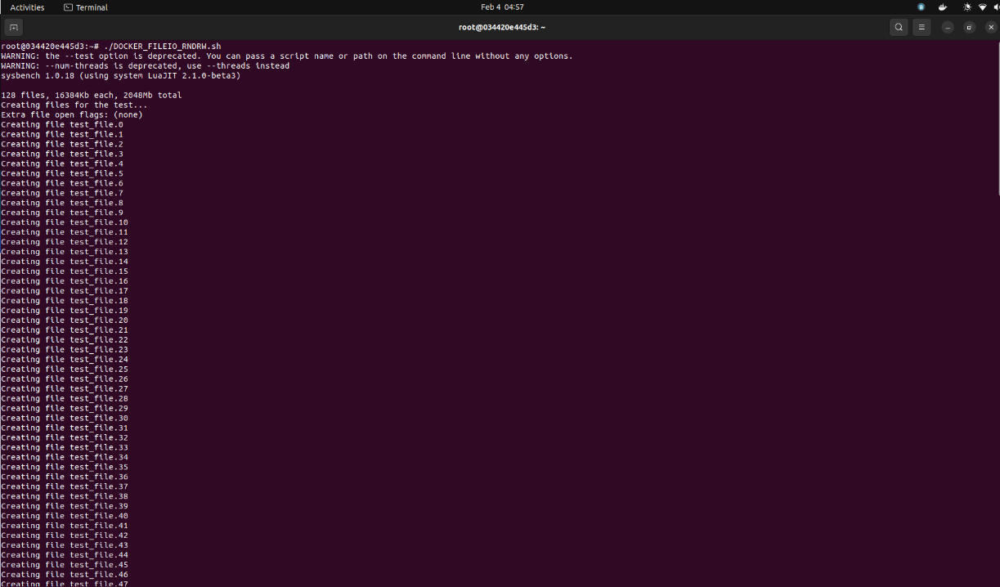 Activities Terminal Feb 4 04:57
root@034420e445d3: ~
root@034420e445d3:~# ./DOCKER_FILEIO_RNDRW.sh
WARNING: the --test option is deprecated. You can pass a script name or path on the command line without any options.
WARNING: --num-threads is deprecated, use --threads instead
sysbench 1.0.18 (using system LuaJIT 2.1.0-beta3)
128 files, 16384Kb each, 2048Mb total
Creating files for the test...
Extra file open flags: (none)
Creating file test_file.0
Creating file test_file.1
Creating file test_file.2
Creating file test_file.3
Creating file test_file.4
Creating file test_file.5
Creating file test_file.6
Creating file test_file.7
Creating file test_file.8
Creating file test_file.9
Creating file test_file.10
Creating file test_file.11
Creating file test_file.12
Creating file test_file.13
Creating file test_file.14
Creating file test_file.15
Creating file test_file.16
Creating file test_file.17
Creating file test_file.18
Creating file test_file.19
Creating file test_file.20
Creating file test_file.21
Creating file test_file.22
Creating file test_file.23
Creating file test_file.24
Creating file test_file.25
Creating file test_file.26
Creating file test_file.27
Creating file test_file.28
Creating file test_file.29
Creating file test_file.30
Creating file test_file.31
Creating file test_file.32
Creating file test_file.33
Creating file test_file.34
Creating file test_file.35
Creating file test_file.36
Creating file test_file.37
Creating file test_file.38
Creating file test_file.39
Creating file test_file.40
Creating file test_file.41
Creating file test_file.42
Creating file test_file.43
Creating file test_file.44
Creating file test_file.45
Creating file test_file.46
Creating file test_file.47